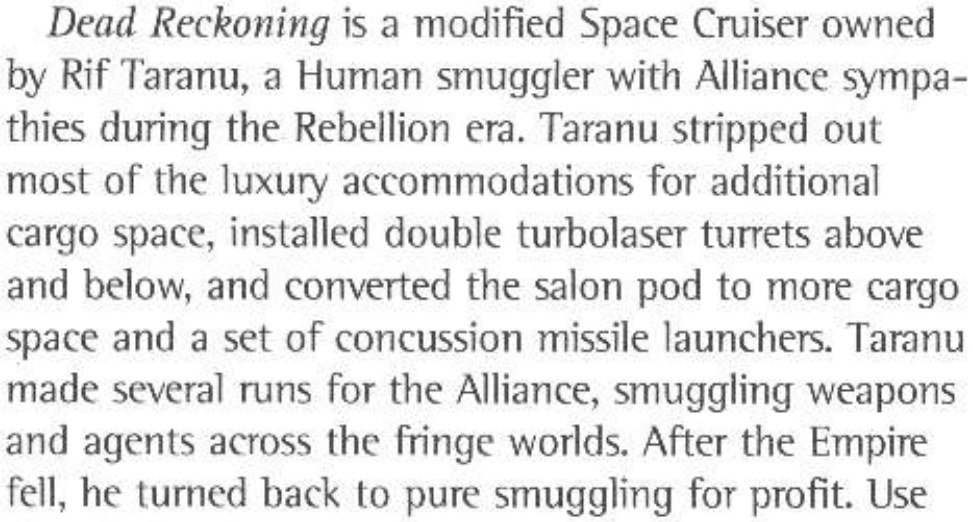 Dead Reckoning is a modified Space Cruiser owned
by Rif Taranu, a Human smuggler with Alliance sympa-
thies during the Rebellion era. Taranu stripped out
most of the luxury accommodations for additional
cargo space, installed double turbolaser turrets above
and below, and converted the salon pod to more cargo
space and a set of concussion missile launchers. Taranu
made several runs for the Alliance, smuggling weapons
and agents across the fringe worlds. After the Empire
fell, he turned back to pure smuggling for profit. Use